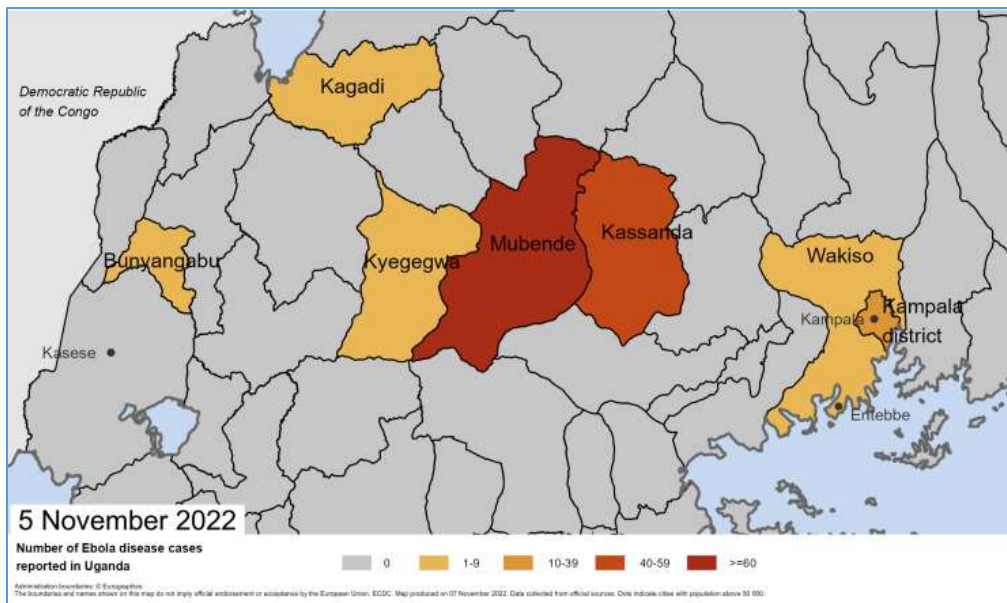 Democratic Republic
of the Congo
Kagadi
Bunyangabu
Kyegegwa
Mubende
Kassanda
Wakiso
Kampala
Kampala
district
Kasese
Entebbe
5 November 2022
Number of Ebola disease cases
reported in Uganda
0
1-9
10-39
40-59
>=60
Administration boundaries: © Eurographics.
The boundaries and names shown on this map do not imply official endorsement or acceptance by the European Union. ECDC. Map produced on 07 November 2022. Data collected from official sources. Dots indicate cities with population above 50 000.